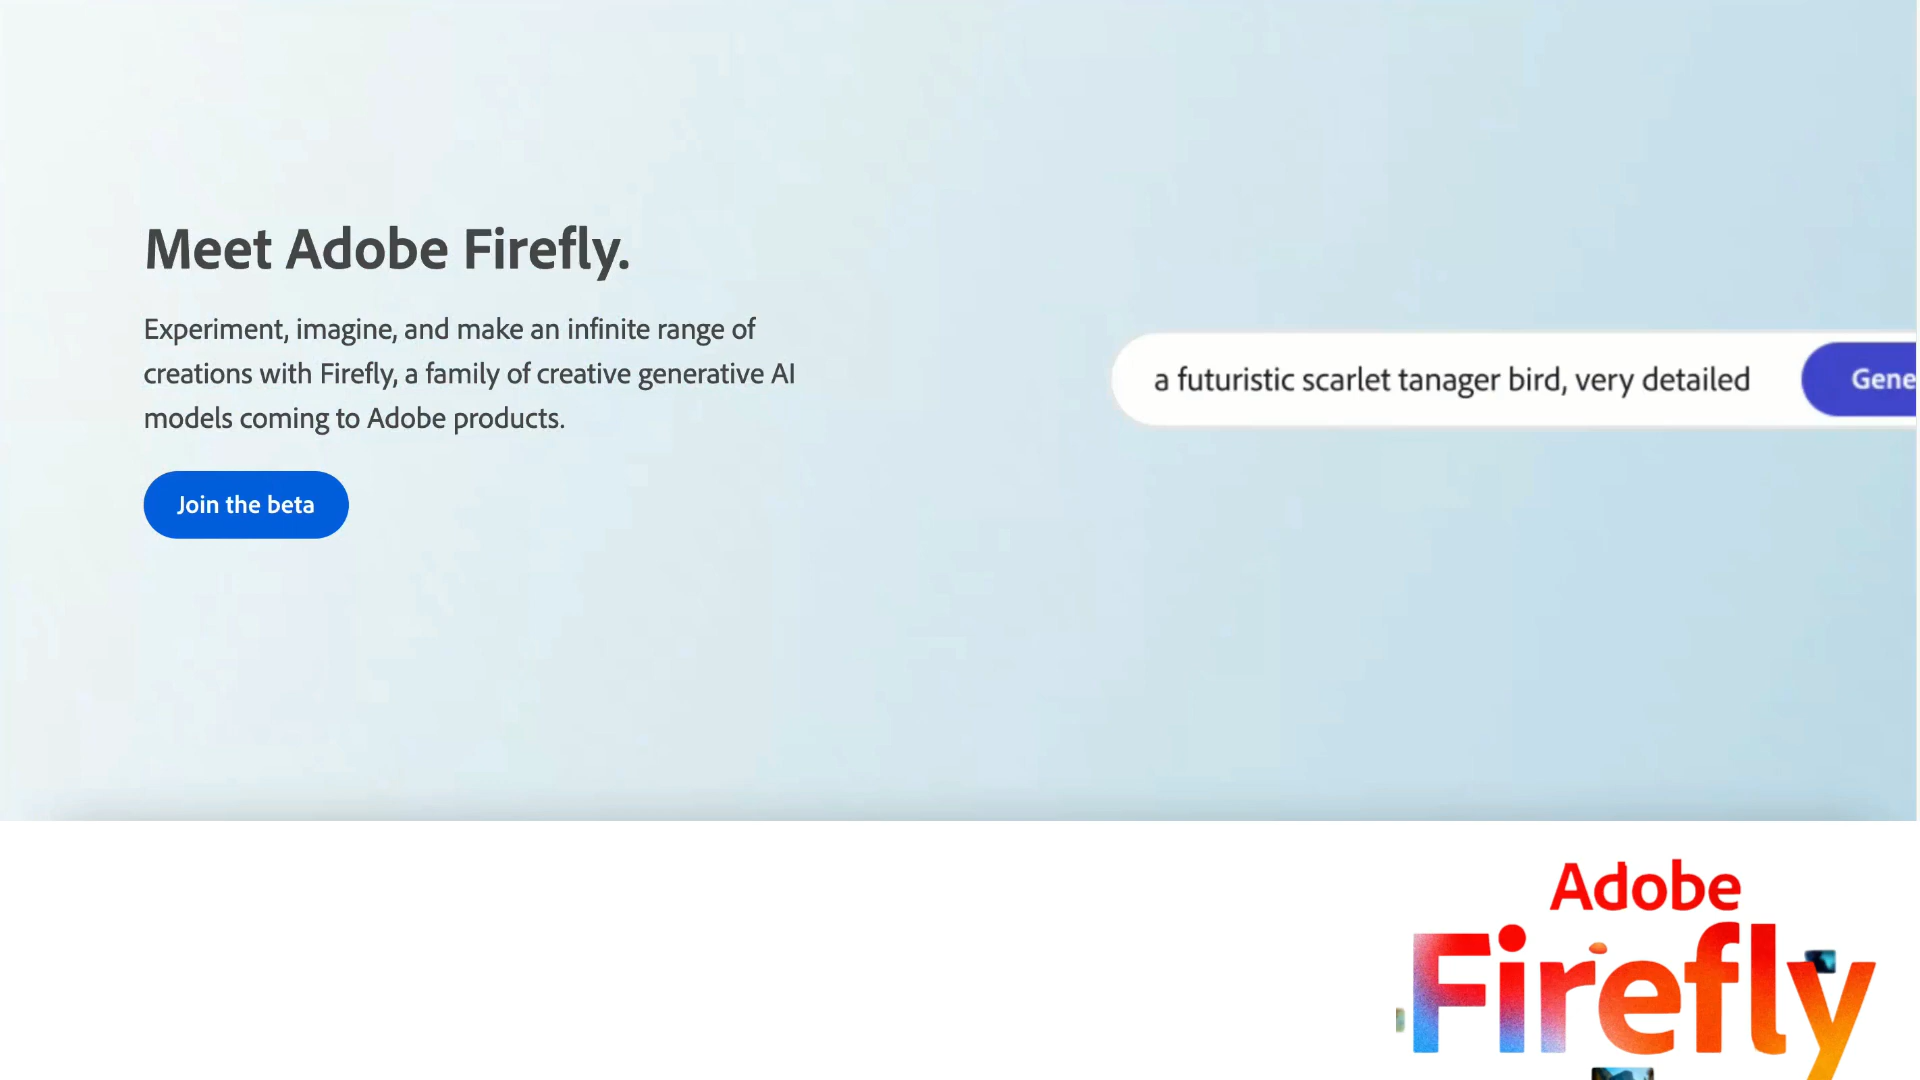 Meet Adobe Firefly.
Experiment, imagine, and make an infinite range of
creations with Firefly, a family of creative generative AI
models coming to Adobe products.
Join the beta
a futuristic scarlet tanager bird, very detailed
Gene
Adobe
Firefly